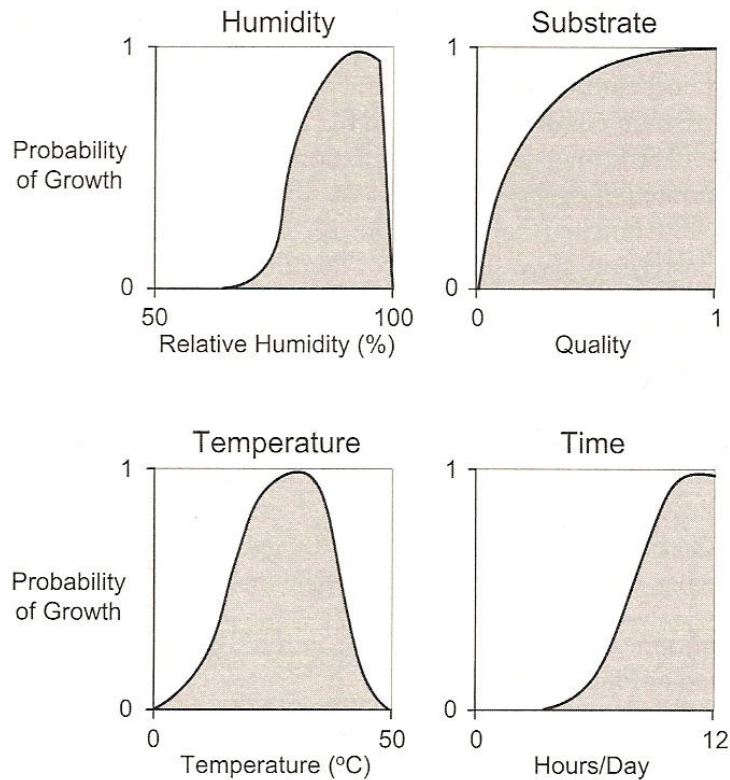 Humidity
1
Probability
of Growth
0
50
100
Relative Humidity (%)
Substrate
1
0
0
1
Quality
Temperature
1
Probability
of Growth
0
0
50
Temperature (°C)
Time
1
0
0
12
Hours/Day